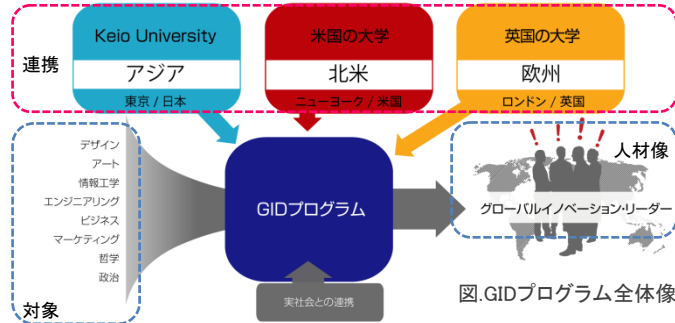 連携
Keio University
アジア
東京 / 日本
米国の大学
北米
ニューヨーク / 米国
英国の大学
欧州
ロンドン / 英国
デザイン
アート
情報工学
エンジニアリング
ビジネス
マーケティング
哲学
政治
対象
GIDプログラム
実社会との連携
人材像
グローバルイノベーション・リーダー
図.GIDプログラム全体像